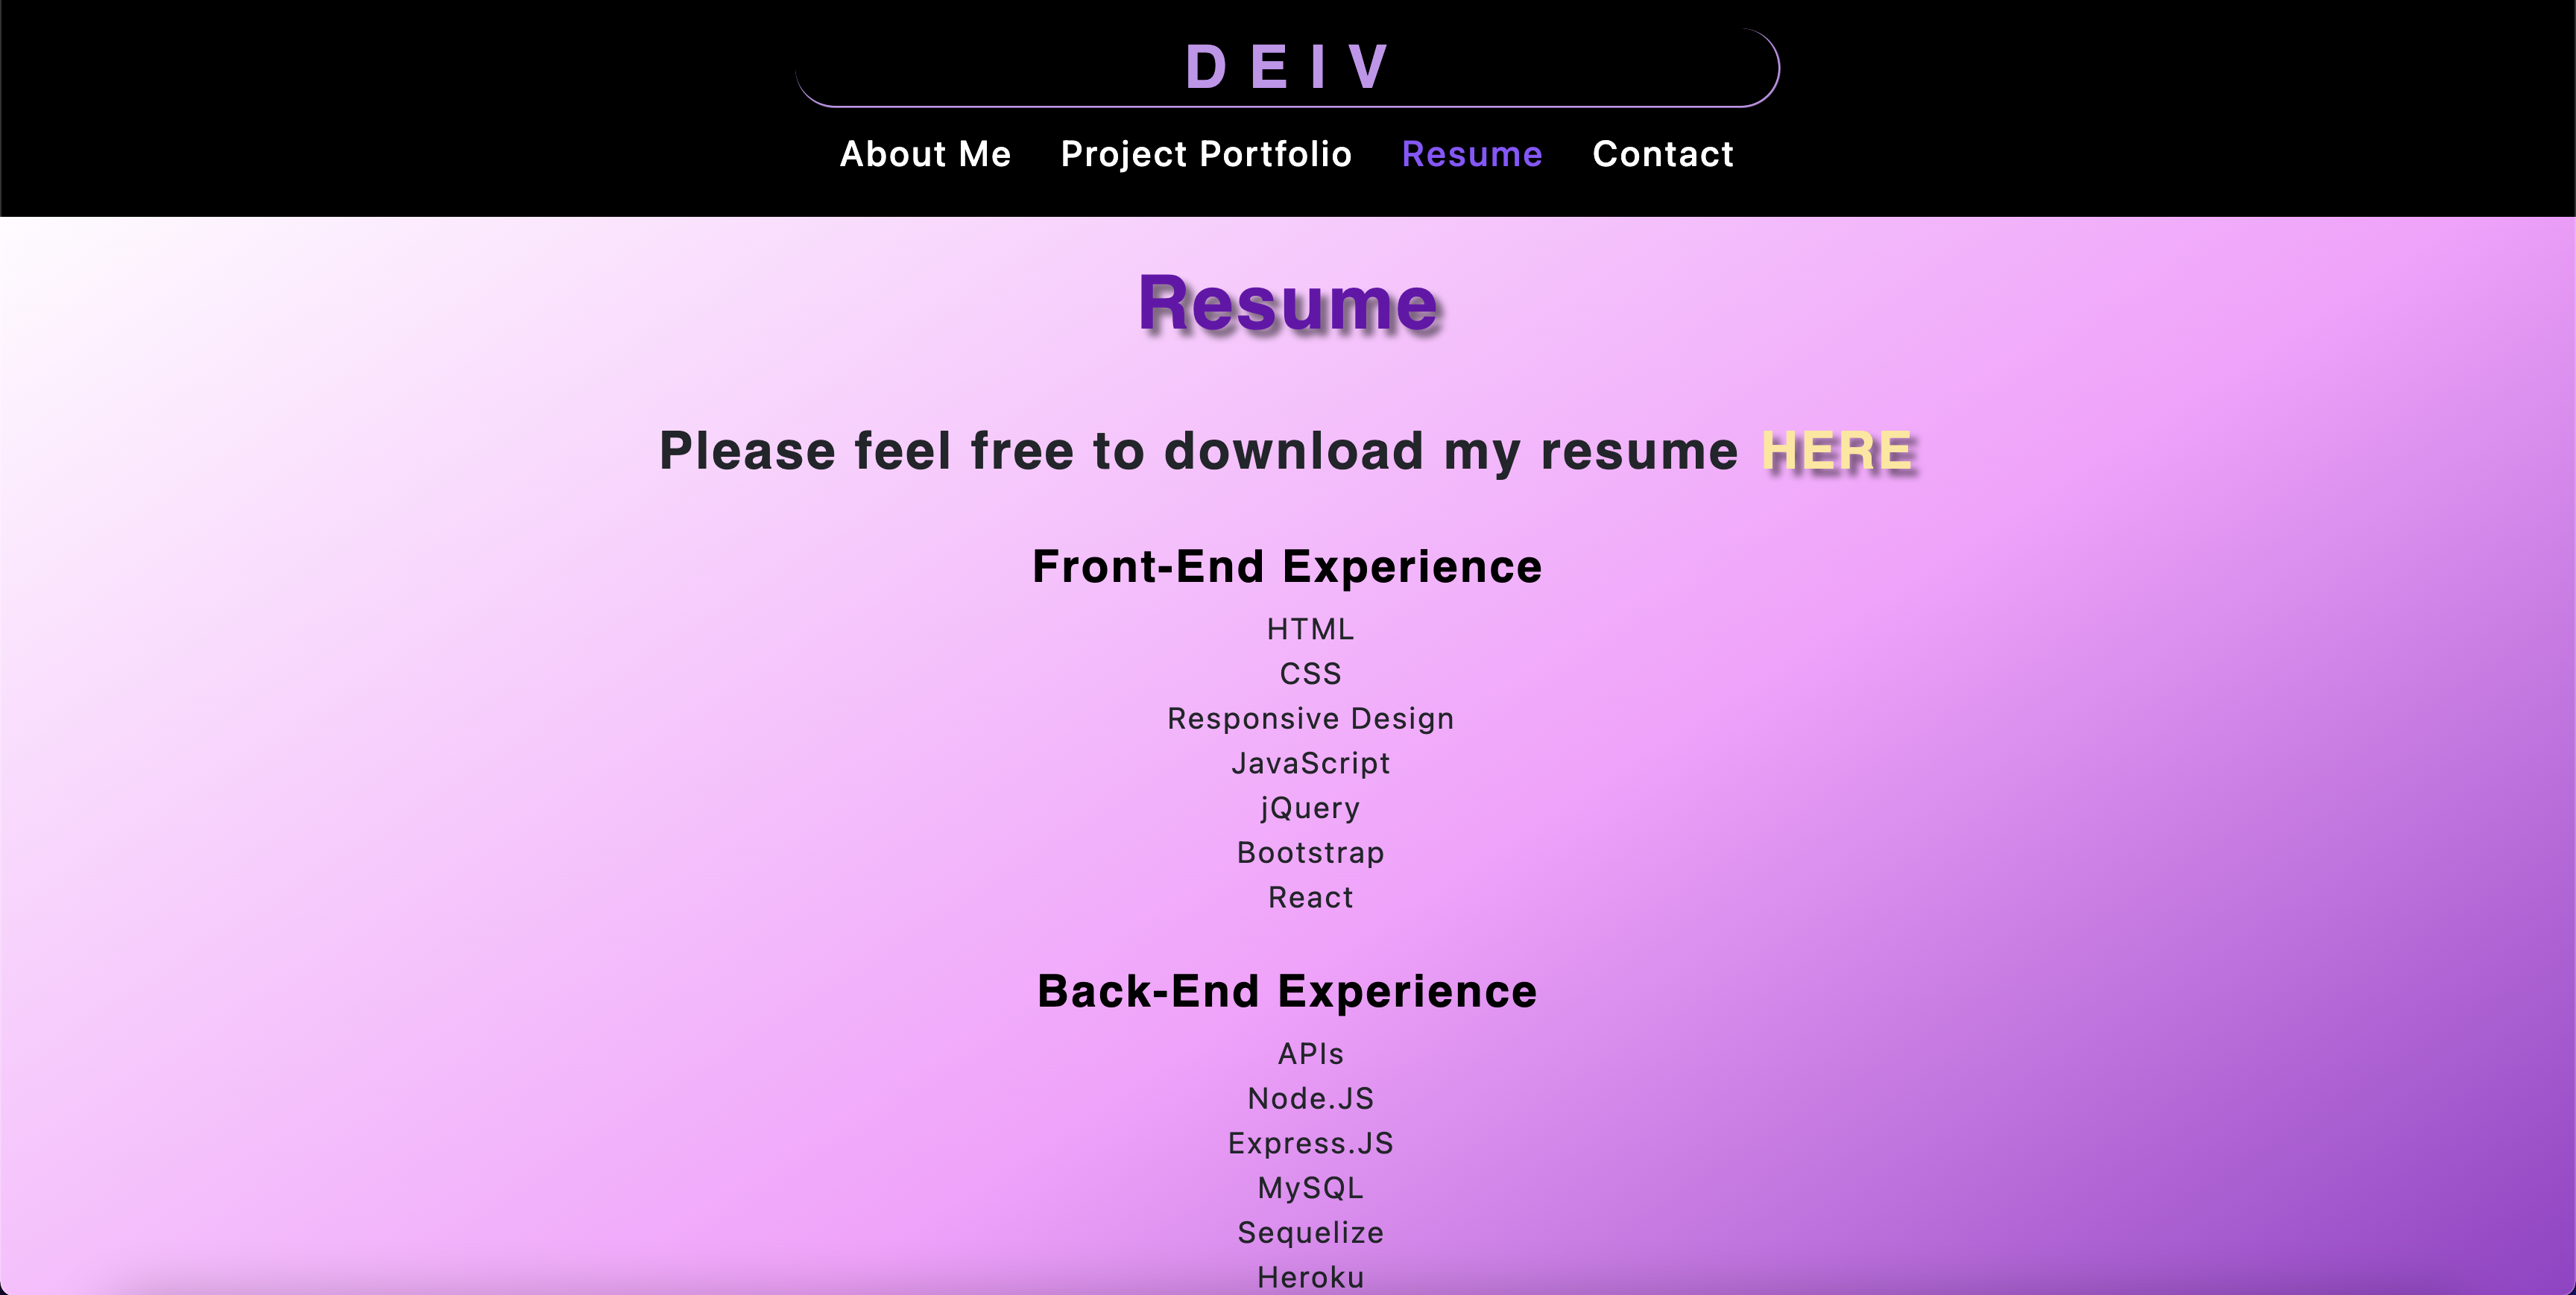 DEIV
About Me Project Portfolio Resume Contact
Resume
Please feel free to download my resume HERE
Front-End Experience
HTML
CSS
Responsive Design
JavaScript
jQuery
Bootstrap
React
Back-End Experience
APIs
Node.JS
Express.JS
MySQL
Sequelize
Heroku